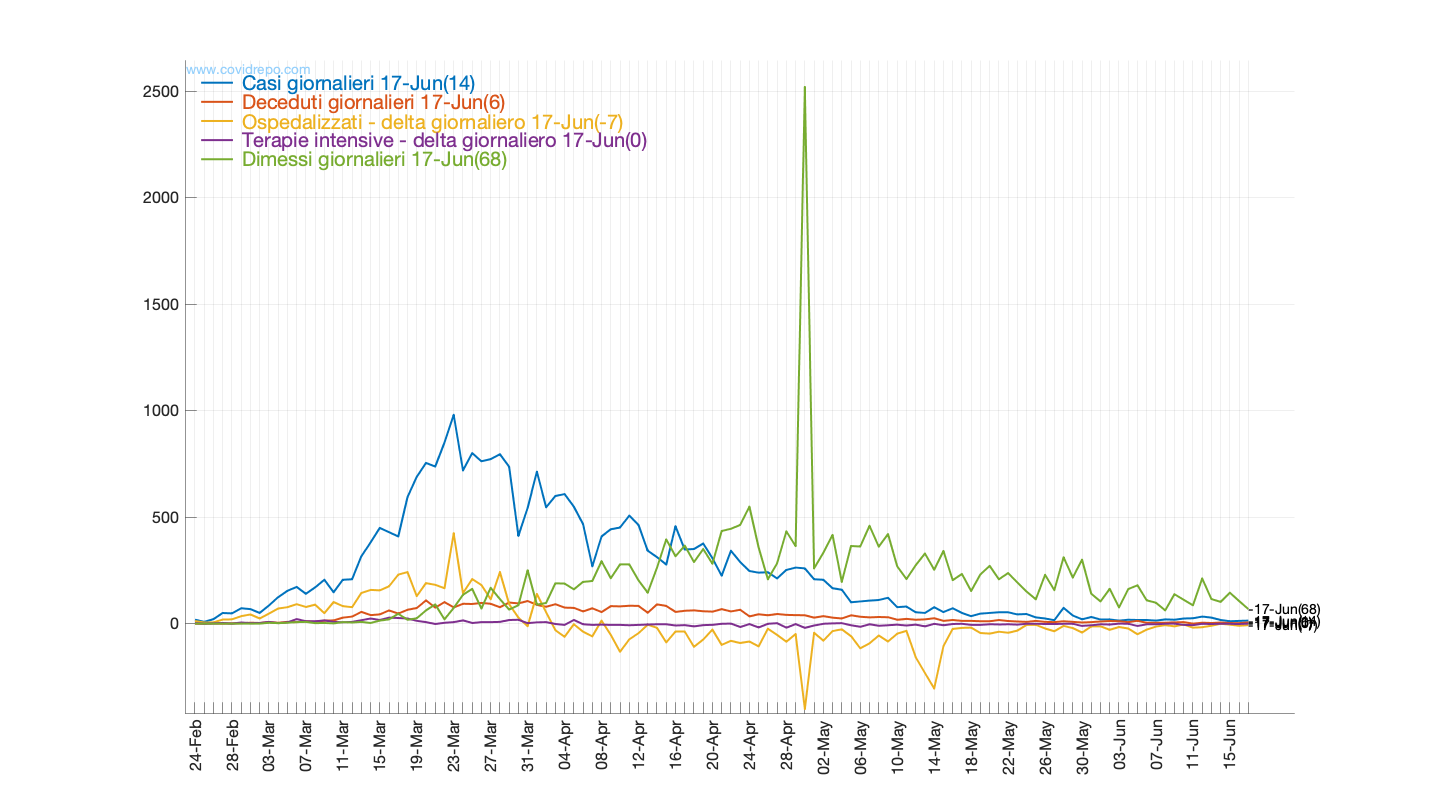 www.covidrepo.com
Casi giornalieri 17-Jun(14)
Deceduti giornalieri 17-Jun(6)
Ospedalizzati - delta giornaliero 17-Jun(-7)
Terapie intensive - delta giornaliero 17-Jun(0)
Dimessi giornalieri 17-Jun(68)
2500
2000
1500
1000
500
0
17-Jun(68)
24-Feb
28-Feb
03-Mar
07-Mar
11-Mar
15-Mar
19-Mar
23-Mar
27-Mar
31-Mar
04-Apr
08-Apr
12-Apr
16-Apr
20-Apr
24-Apr
28-Apr
02-May
06-May
10-May
14-May
18-May
22-May
26-May
30-May
03-Jun
07-Jun
11-Jun
15-Jun